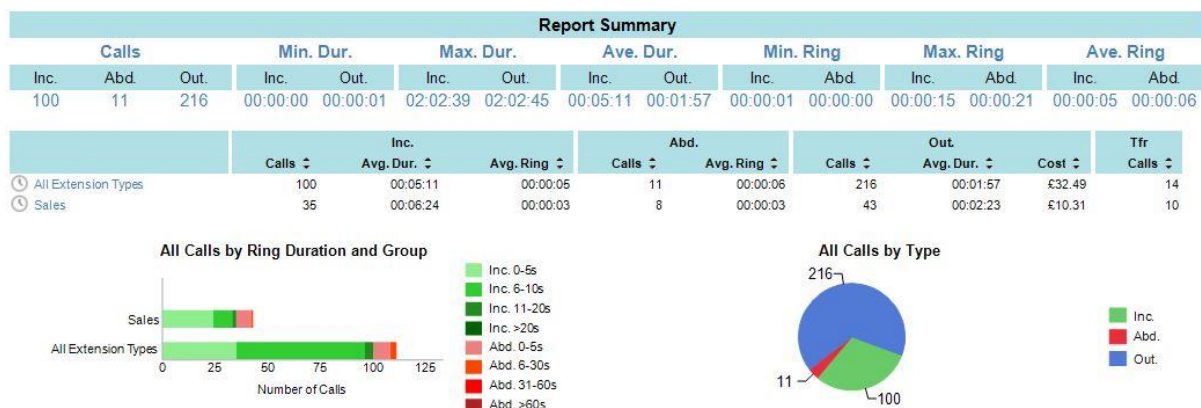 Report Summary
Calls Min. Dur. Max. Dur. Ave. Dur. Min. Ring Max. Ring Ave. Ring
Inc. Abd. Out. Inc. Out. Inc. Out. Inc. Out. Inc. Abd. Inc. Abd. Inc. Abd.
100 11 216 00:00:00 00:00:01 02:02:39 02:02:45 00:05:11 00:01:57 00:00:01 00:00:00 00:00:15 00:00:21 00:00:05 00:00:06
Inc. Abd. Out. Tfr
Calls Avg. Dur. Avg. Ring Calls Avg. Ring Calls Avg. Dur. Cost Calls
All Extension Types 100 00:05:11 00:00:05 11 00:00:06 216 00:01:57 £32.49 14
Sales 35 00:06:24 00:00:03 8 00:00:03 43 00:02:23 £10.31 10
All Calls by Ring Duration and Group
Sales
All Extension Types
0 25 50 75 100 125
Number of Calls
Inc. 0-5s
Inc. 6-10s
Inc. 11-20s
Inc. >20s
Abd. 0-5s
Abd. 6-30s
Abd. 31-60s
Abd. >60s
All Calls by Type
216
11
100
Inc.
Abd.
Out.